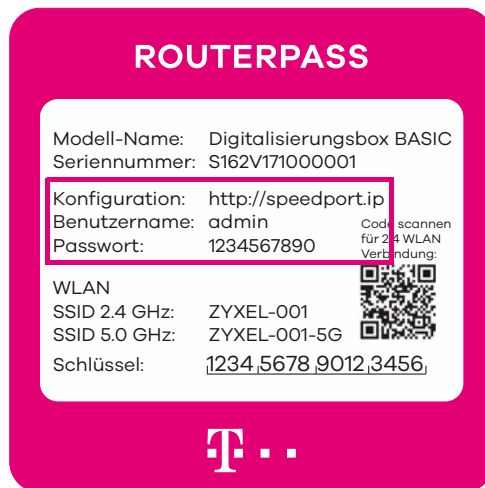 ROUTERPASS
Modell-Name: Digitalisierungsbox BASIC
Seriennummer: S162V171000001
Konfiguration: http://speedport.ip
Benutzername: admin
Passwort: 1234567890
Code scannen
für 2,4 WLAN
Verbindung:
WLAN
SSID 2.4 GHz: ZYXEL-001
SSID 5.0 GHz: ZYXEL-001-5G
Schlüssel: 1234 5678 9012 3456
T